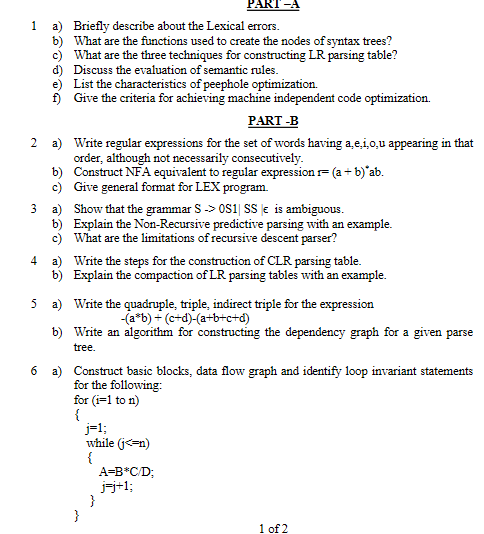 PART –A
1 a) Briefly describe about the Lexical errors.
b) What are the functions used to create the nodes of syntax trees?
c) What are the three techniques for constructing LR parsing table?
d) Discuss the evaluation of semantic rules.
e) List the characteristics of peephole optimization.
f) Give the criteria for achieving machine independent code optimization.
PART -B
2 a) Write regular expressions for the set of words having a,e,i,o,u appearing in that
order, although not necessarily consecutively.
b) Construct NFA equivalent to regular expression r= (a + b)*ab.
c) Give general format for LEX program.
3 a) Show that the grammar S -> 0S1| SS |ε is ambiguous.
b) Explain the Non-Recursive predictive parsing with an example.
c) What are the limitations of recursive descent parser?
4 a) Write the steps for the construction of CLR parsing table.
b) Explain the compaction of LR parsing tables with an example.
5 a) Write the quadruple, triple, indirect triple for the expression
-(a*b) + (c+d)-(a+b+c+d)
b) Write an algorithm for constructing the dependency graph for a given parse
tree.
6 a) Construct basic blocks, data flow graph and identify loop invariant statements
for the following:
for (i=1 to n)
{
j=1;
while (j<=n)
{
A=B*C/D;
j=j+1;
}
}
1 of 2